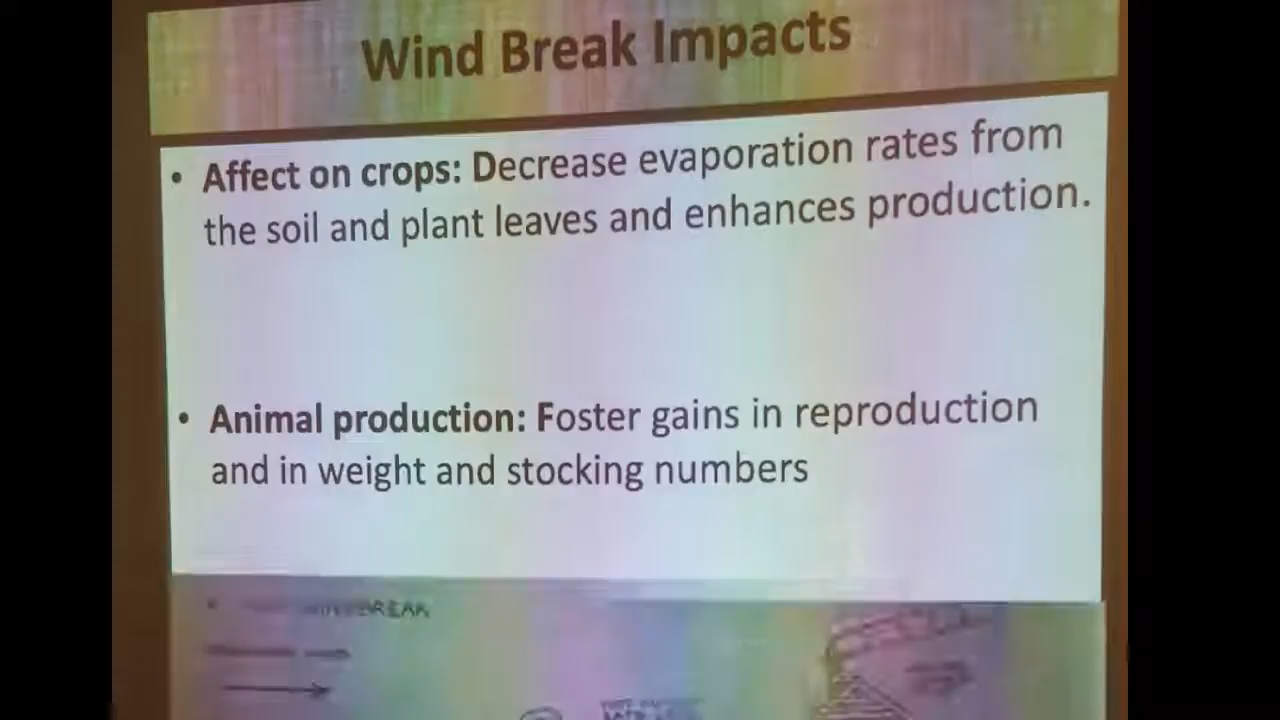 Wind Break Impacts
• Affect on crops: Decrease evaporation rates from
the soil and plant leaves and enhances production.
• Animal production: Foster gains in reproduction
and in weight and stocking numbers
WINDBREAK